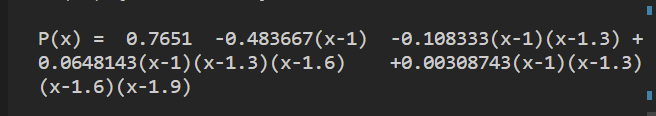 P(x) =  0.7651  -0.483667(x-1)  -0.108333(x-1)(x-1.3) +
0.0648143(x-1)(x-1.3)(x-1.6)    +0.00308743(x-1)(x-1.3)
(x-1.6)(x-1.9)